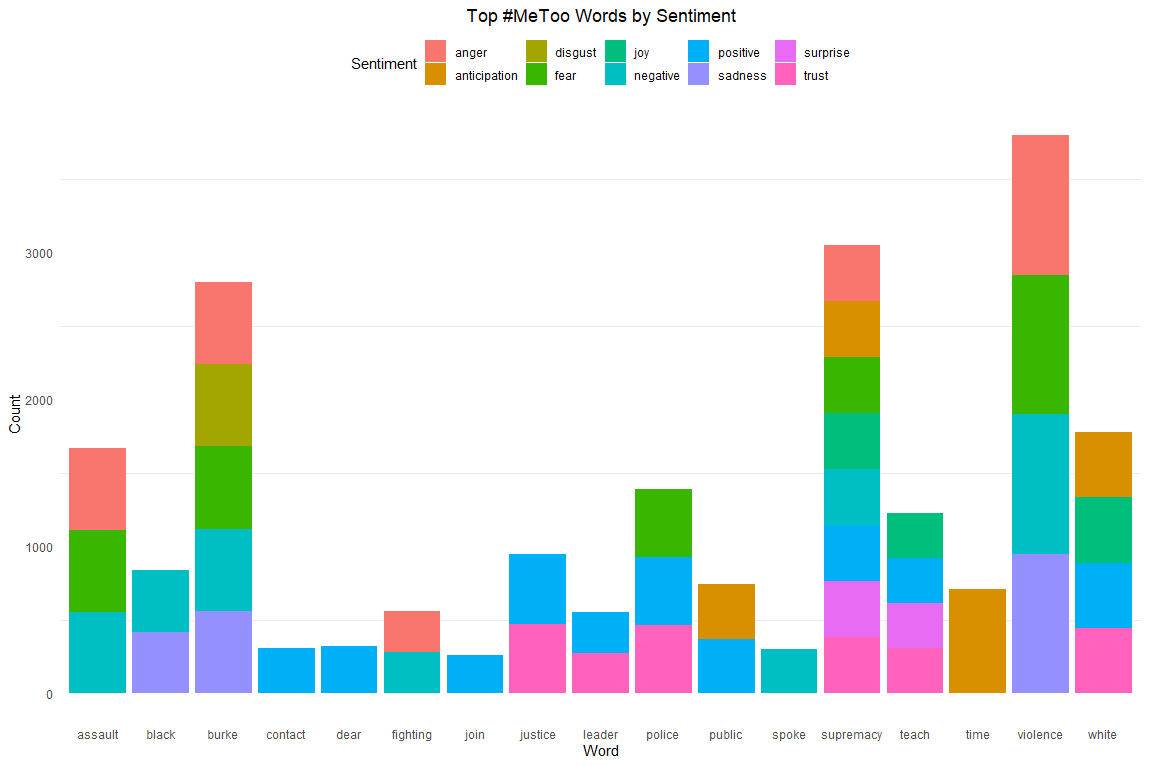 Top #MeToo Words by Sentiment
Sentiment
anger disgust joy positive surprise
anticipation fear negative sadness trust
Count
3000
2000
1000
0
assault black burke contact dear fighting join justice leader police public spoke supremacy teach time violence white
Word